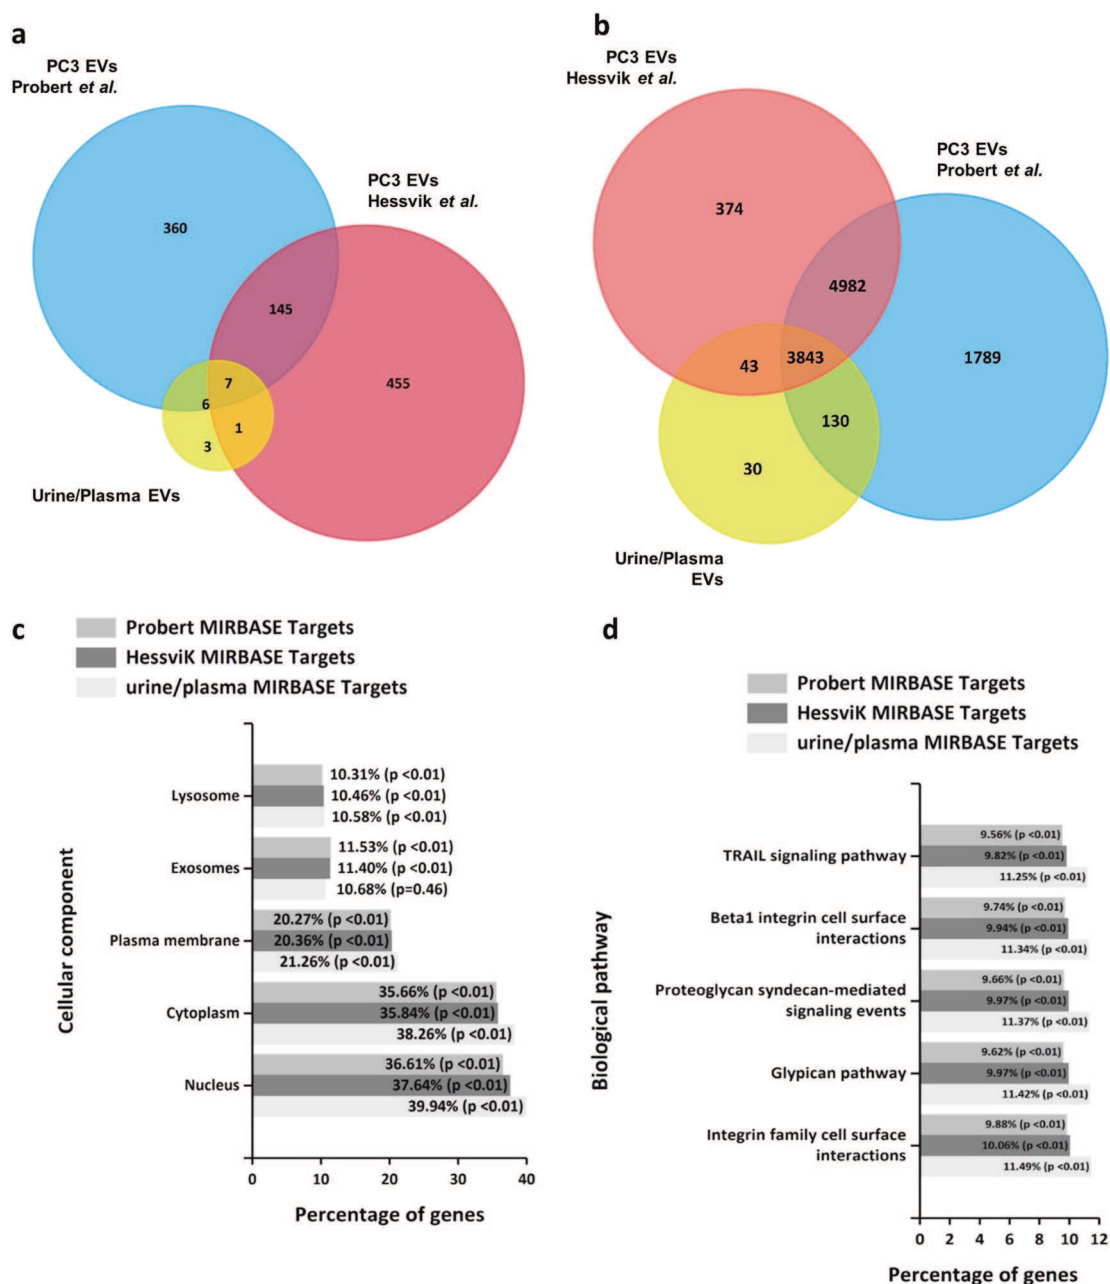 a
PC3 EVs
Probert et al.
PC3 EVs
Hessvik et al.
360
145
7
455
6
1
3
Urine/Plasma EVs
b
PC3 EVs
Hessvik et al.
PC3 EVs
Probert et al.
374
4982
43
3843
1789
130
30
Urine/Plasma
EVs
c
Probert MIRBASE Targets
HessviK MIRBASE Targets
urine/plasma MIRBASE Targets
Cellular component
Lysosome
10.31% (p <0.01)
10.46% (p <0.01)
10.58% (p <0.01)
Exosomes
11.53% (p <0.01)
11.40% (p <0.01)
10.68% (p=0.46)
Plasma membrane
20.27% (p <0.01)
20.36% (p <0.01)
21.26% (p <0.01)
Cytoplasm
35.66% (p <0.01)
35.84% (p <0.01)
38.26% (p <0.01)
Nucleus
36.61% (p <0.01)
37.64% (p <0.01)
39.94% (p <0.01)
0 10 20 30 40
Percentage of genes
d
Probert MIRBASE Targets
HessviK MIRBASE Targets
urine/plasma MIRBASE Targets
Biological pathway
TRAIL signaling pathway
9.56% (p <0.01)
9.82% (p <0.01)
11.25% (p <0.01)
Beta1 integrin cell surface
interactions
9.74% (p <0.01)
9.94% (p <0.01)
11.34% (p <0.01)
Proteoglycan syndecan-mediated
signaling events
9.66% (p <0.01)
9.97% (p <0.01)
11.37% (p <0.01)
Glypican pathway
9.62% (p <0.01)
9.97% (p <0.01)
11.42% (p <0.01)
Integrin family cell surface
interactions
9.88% (p <0.01)
10.06% (p <0.01)
11.49% (p <0.01)
0 2 4 6 8 10 12
Percentage of genes